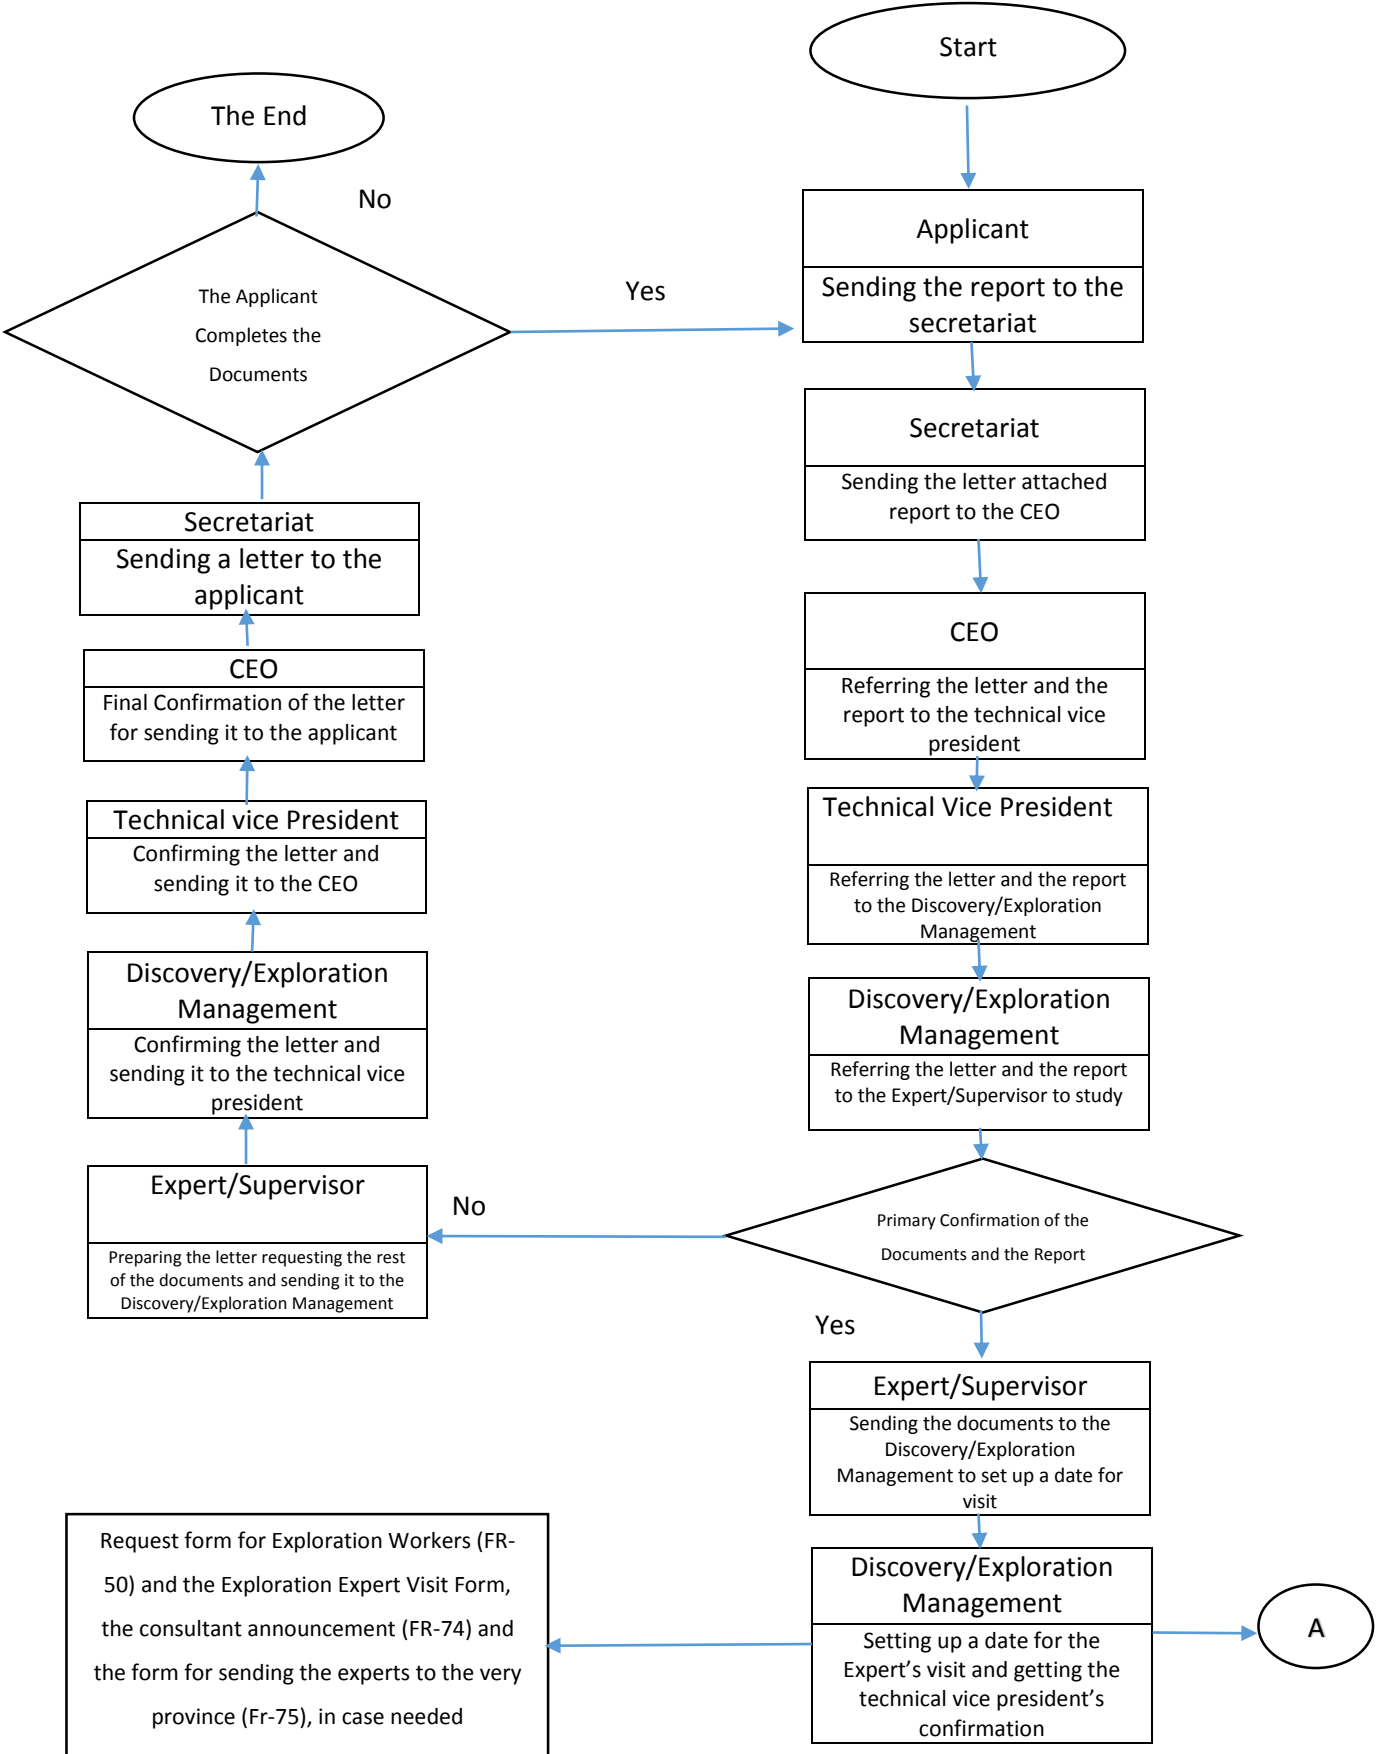 Start
The End
No
Applicant
Sending the report to the
secretariat
Yes
The Applicant
Completes the
Documents
Secretariat
Sending the letter attached
report to the CEO
Secretariat
Sending a letter to the
applicant
CEO
Referring the letter and the
report to the technical vice
president
CEO
Final Confirmation of the letter
for sending it to the applicant
Technical Vice President
Referring the letter and the report
to the Discovery/Exploration
Management
Technical vice President
Confirming the letter and
sending it to the CEO
Discovery/Exploration
Management
Referring the letter and the report
to the Expert/Supervisor to study
Discovery/Exploration
Management
Confirming the letter and
sending it to the technical vice
president
Primary Confirmation of the
Documents and the Report
No
Expert/Supervisor
Preparing the letter requesting the rest
of the documents and sending it to the
Discovery/Exploration Management
Yes
Expert/Supervisor
Sending the documents to the
Discovery/Exploration
Management to set up a date for
visit
Discovery/Exploration
Management
Setting up a date for the
Expert’s visit and getting the
technical vice president’s
confirmation
A
Request form for Exploration Workers (FR-
50) and the Exploration Expert Visit Form,
the consultant announcement (FR-74) and
the form for sending the experts to the very
province (Fr-75), in case needed